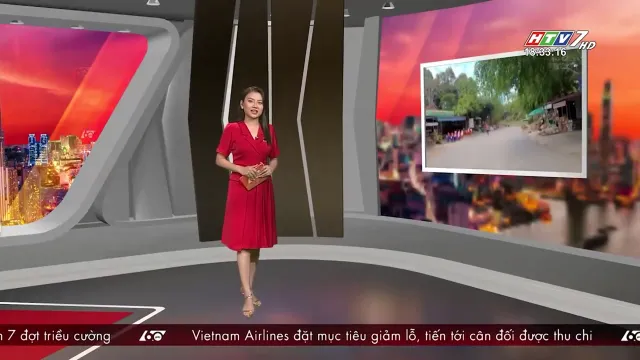 HTV7 HD
18:33:16
n 7 đợt triều cường
60
Vietnam Airlines đặt mục tiêu giảm lỗ, tiến tới cân đối được thu chi